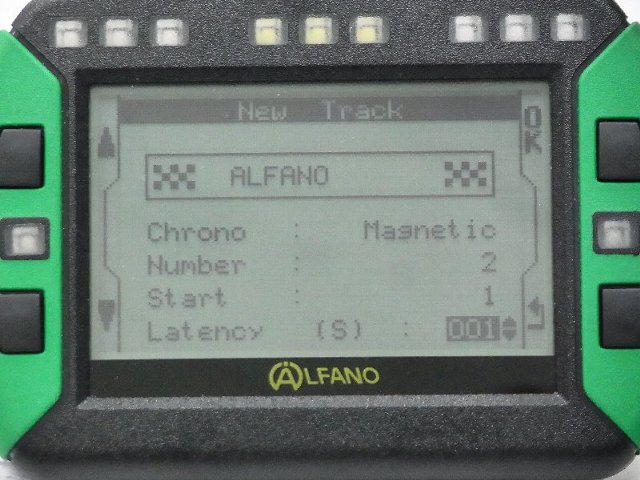 New Track
OK
ALFANO
Chrono : Magnetic
Number : 2
Start : 1
Latency (S) : 001
ALFANO